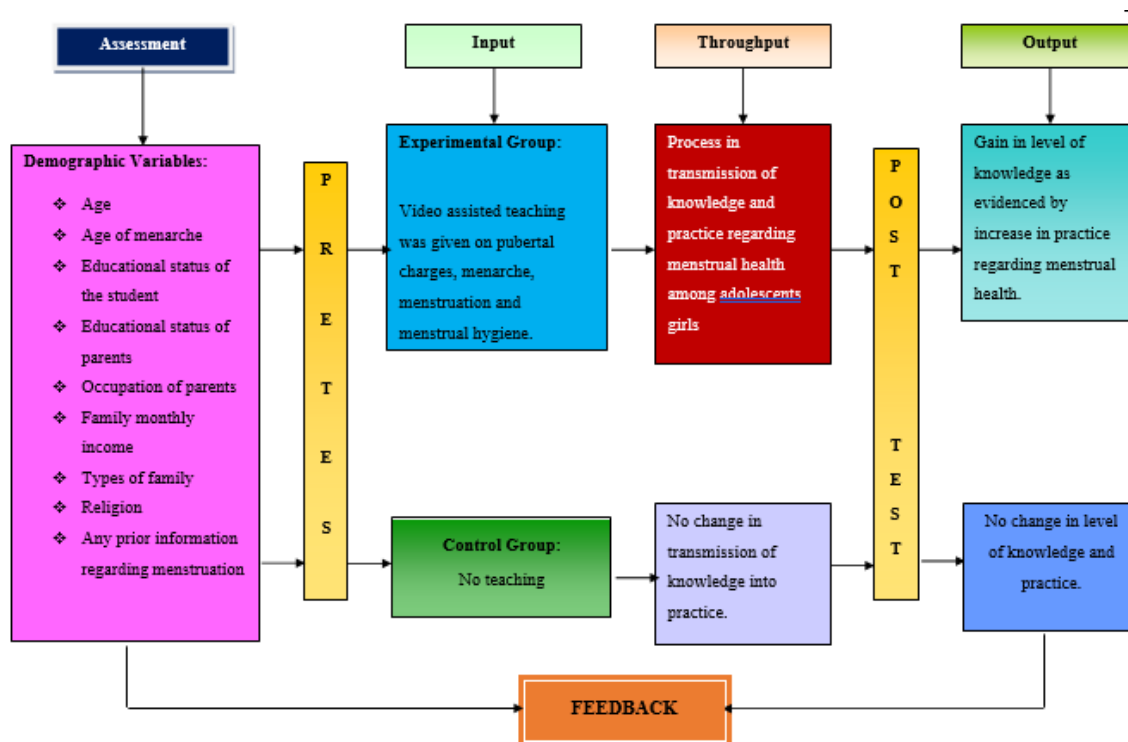 Assessment
Input
Throughput
Output
Demographic Variables:
❖ Age
❖ Age of menarche
❖ Educational status of
the student
❖ Educational status of
parents
❖ Occupation of parents
❖ Family monthly
income
❖ Types of family
❖ Religion
❖ Any prior information
regarding menstruation
P
R
E
T
E
S
Experimental Group:
Video assisted teaching
was given on pubertal
charges, menarche,
menstruation and
menstrual hygiene.
Control Group:
No teaching
Process in
transmission of
knowledge and
practice regarding
menstrual health
among adolescents
girls
No change in
transmission of
knowledge into
practice.
P
O
S
T
T
E
S
T
Gain in level of
knowledge as
evidenced by
increase in practice
regarding menstrual
health.
No change in level
of knowledge and
practice.
FEEDBACK